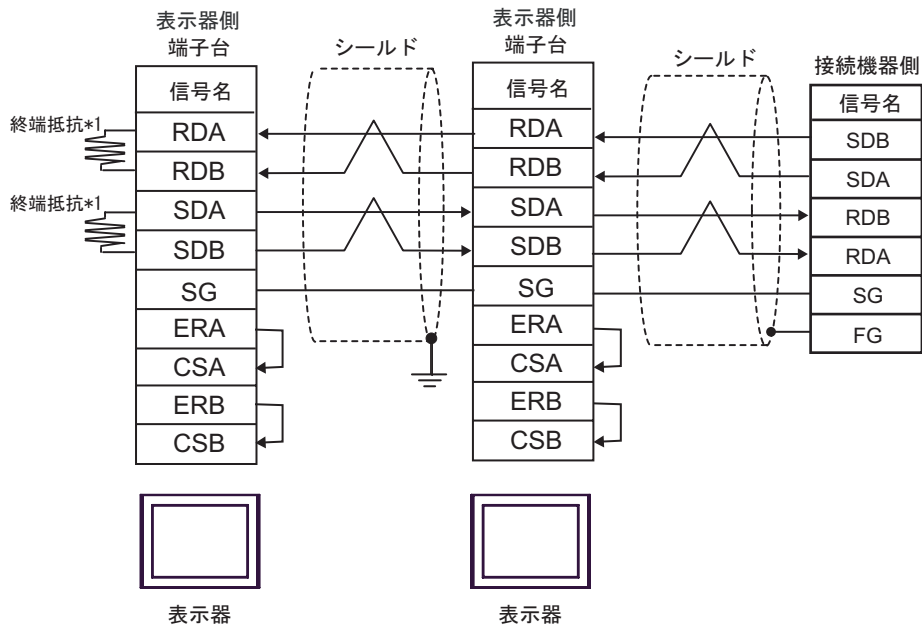 表示器側
端子台
信号名
RDA
RDB
SDA
SDB
SG
ERA
CSA
ERB
CSB
終端抵抗*1
終端抵抗*1
シールド
表示器側
端子台
信号名
RDA
RDB
SDA
SDB
SG
ERA
CSA
ERB
CSB
シールド
接続機器側
信号名
SDB
SDA
RDB
RDA
SG
FG
表示器
表示器